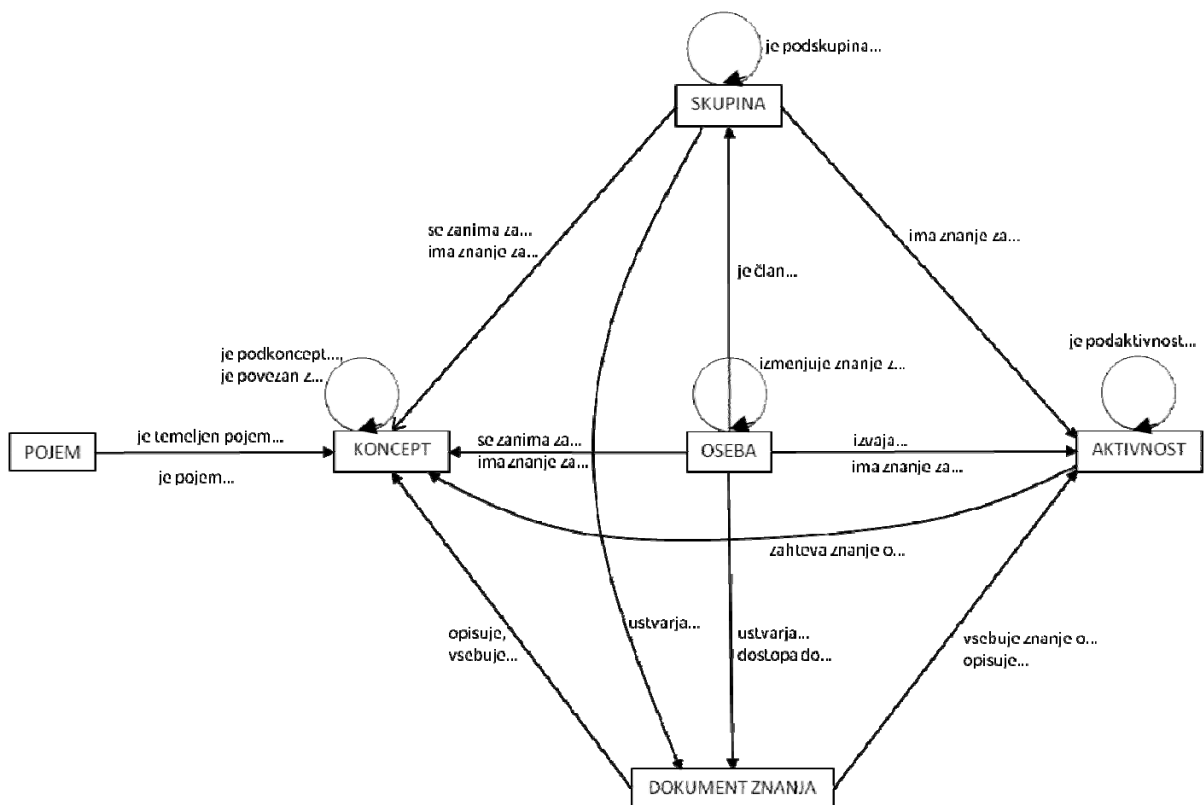 je podskupina...
SKUPINA
se zanima za...
ima znanje za...
ima znanje za...
je član...
je podkoncept...,
je povezan z...
izmenjuje znanje z...
je podaktivnost...
POJEM
je temeljen pojem...
je pojem...
KONCEPT
se zanima za...
ima znanje za...
OSEBA
izvaja...
ima znanje za...
AKTIVNOST
zahteva znanje o...
opisuje,
vsebuje...
ustvarja...
ustvarja...
dostopa do...
vsebuje znanje o...
opisuje...
DOKUMENT ZNANJA